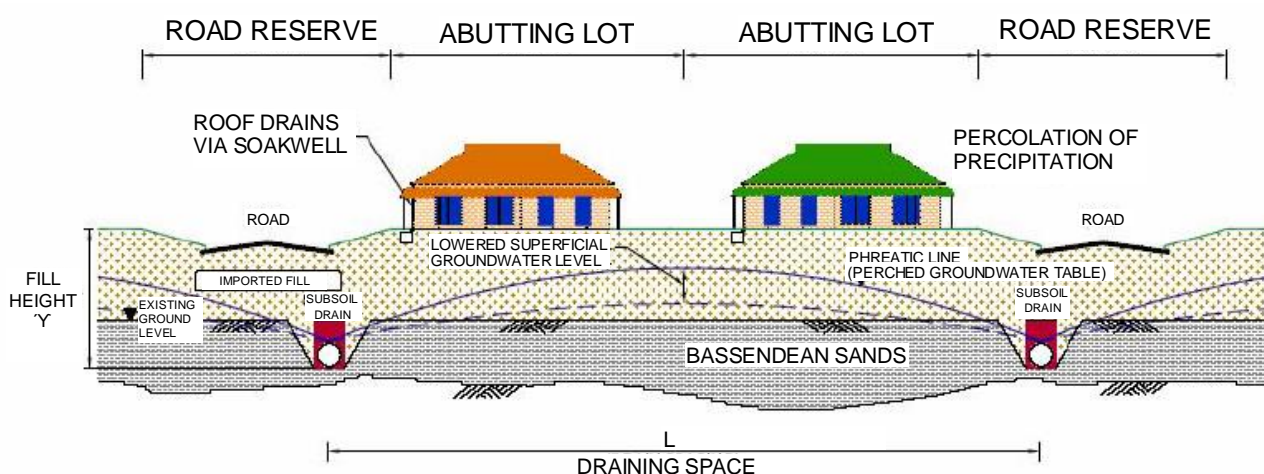 ROAD RESERVE
ABUTTING LOT
ABUTTING LOT
ROAD RESERVE
ROOF DRAINS
VIA SOAKWELL
PERCOLATION OF
PRECIPITATION
ROAD
ROAD
LOWERED SUPERFICIAL
GROUNDWATER LEVEL
PHREATIC LINE
(PERCHED GROUNDWATER TABLE)
FILL
HEIGHT
'Y'
IMPORTED FILL
EXISTING
GROUND
LEVEL
SUBSOIL
DRAIN
SUBSOIL
DRAIN
BASSENDEAN SANDS
L
DRAINING SPACE